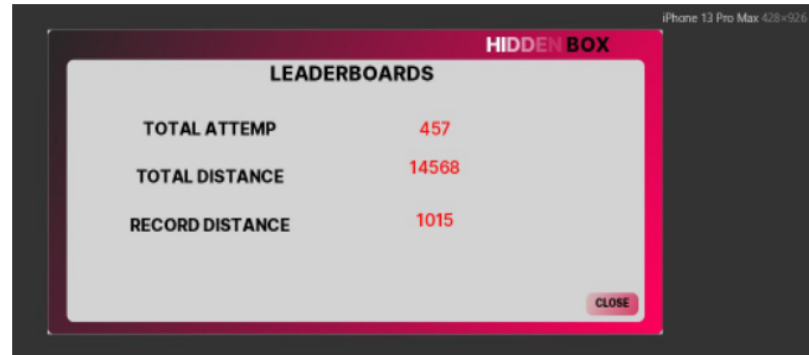 iPhone 13 Pro Max 428×926
HIDDEN BOX
LEADERBOARDS
TOTAL ATTEMP 457
TOTAL DISTANCE 14568
RECORD DISTANCE 1015
CLOSE